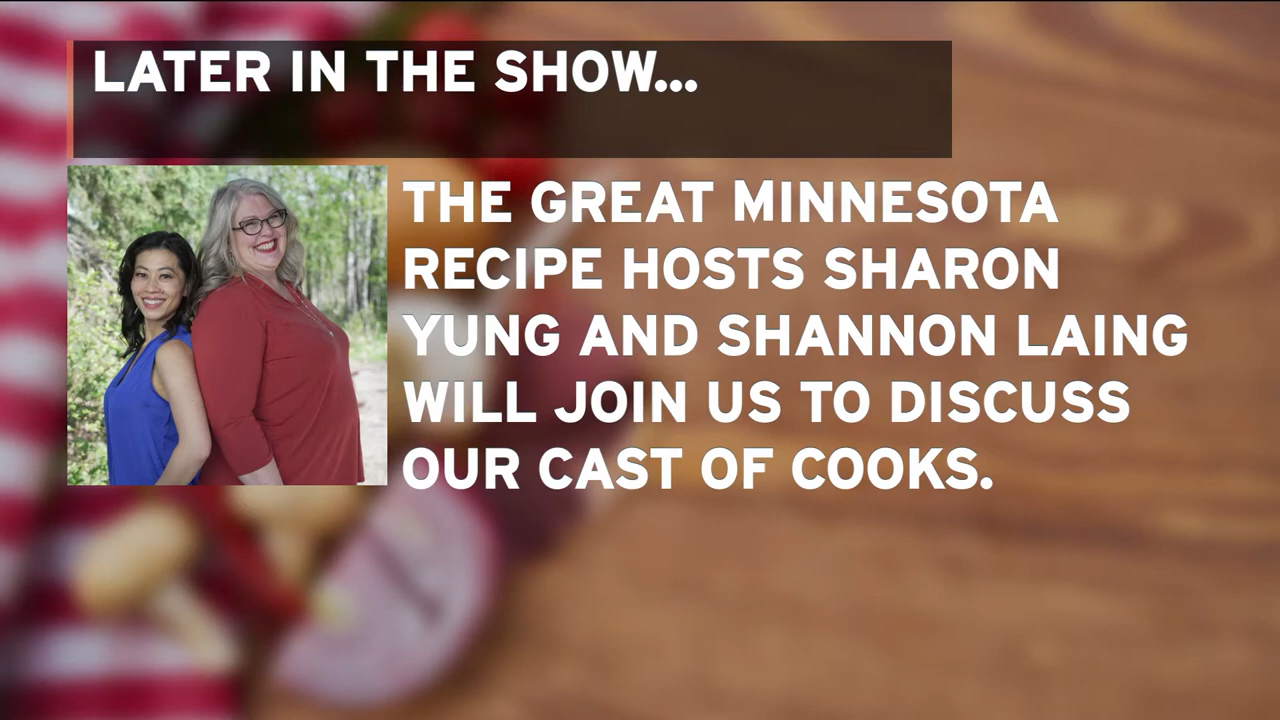 LATER IN THE SHOW...
THE GREAT MINNESOTA
RECIPE HOSTS SHARON
YUNG AND SHANNON LAING
WILL JOIN US TO DISCUSS
OUR CAST OF COOKS.